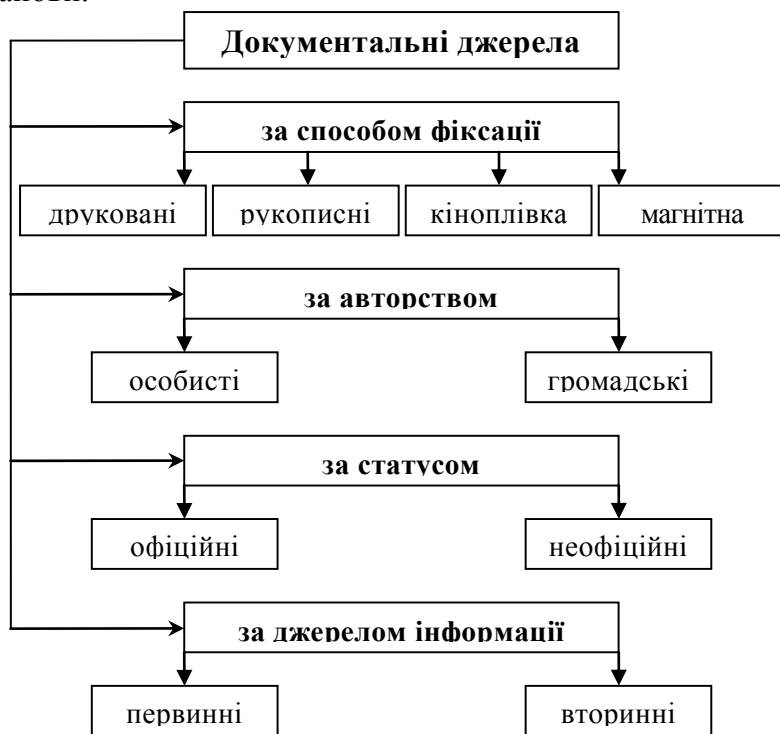 Документальні джерела
за способом фіксації
друковані рукописні кіноплівка магнітна
за авторством
особисті громадські
за статусом
офіційні неофіційні
за джерелом інформації
первинні вторинні